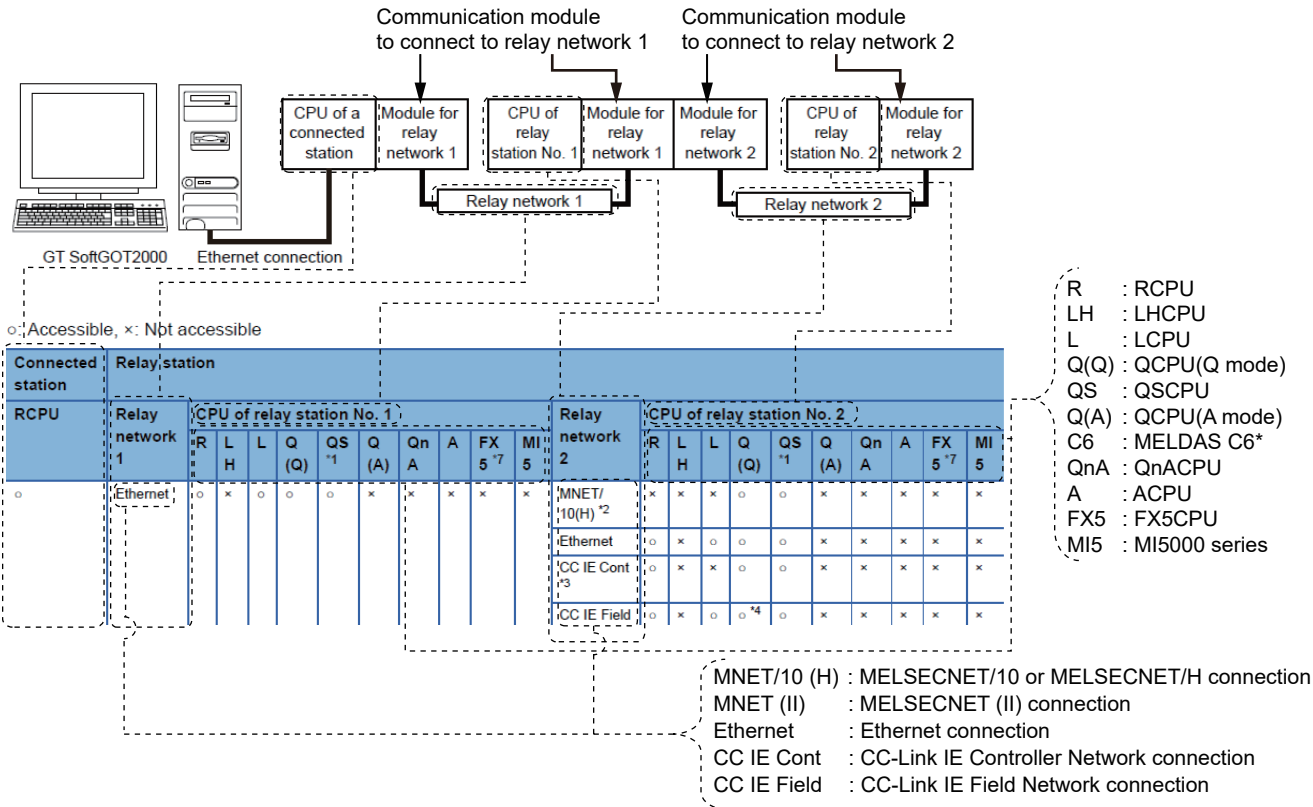 Communication module
to connect to relay network 1
Communication module
to connect to relay network 2
CPU of a
connected
station
Module for
relay
network 1
CPU of
relay
station No. 1
Module for
relay
network 1
Module for
relay
network 2
CPU of
relay
station No. 2
Module for
relay
network 2
Relay network 1
Relay network 2
GT SoftGOT2000
Ethernet connection
○: Accessible, ×: Not accessible
Connected
station
Relay station
RCPU
Relay
network
1
CPU of relay station No. 1
Relay
network
2
CPU of relay station No. 2
R L H L Q (Q) QS *1 Q (A) Qn A A FX 5 *7 MI 5
R L H L Q (Q) QS *1 Q (A) Qn A A FX 5 *7 MI 5
○ Ethernet ○ × ○ ○ ○ × × × × ×
MNET/
10(H) *2
× × × ○ ○ × × × × ×
Ethernet ○ × ○ ○ ○ × × × × ×
CC IE Cont
*3
○ × × ○ ○ × × × × ×
CC IE Field ○ × ○ ○ *4 ○ × × × × ×
R : RCPU
LH : LHCPU
L : LCPU
Q(Q) : QCPU(Q mode)
QS : QSCPU
Q(A) : QCPU(A mode)
C6 : MELDAS C6*
QnA : QnACPU
A : ACPU
FX5 : FX5CPU
MI5 : MI5000 series
MNET/10 (H) : MELSECNET/10 or MELSECNET/H connection
MNET (II) : MELSECNET (II) connection
Ethernet : Ethernet connection
CC IE Cont : CC-Link IE Controller Network connection
CC IE Field : CC-Link IE Field Network connection